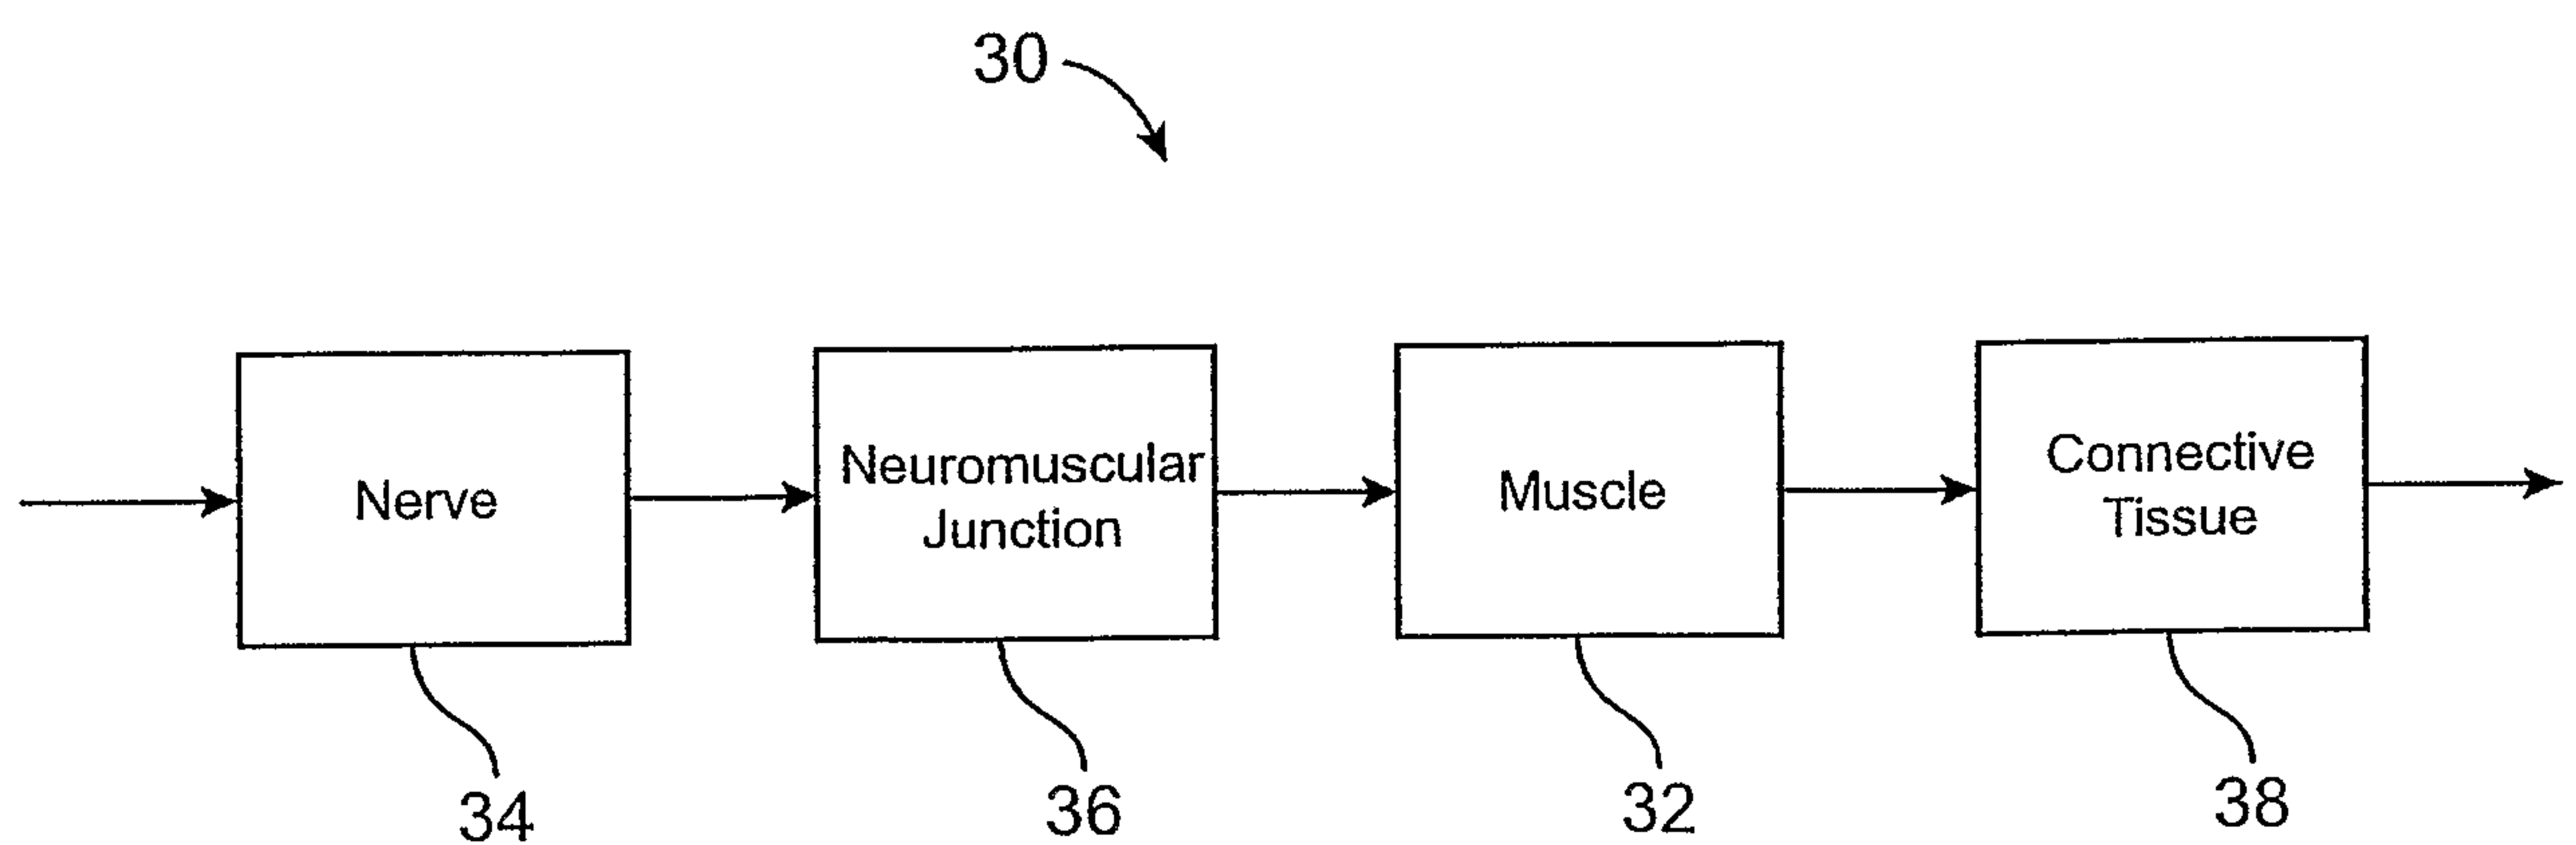 30
Nerve
Neuromuscular
Junction
Muscle
Connective
Tissue
34
36
32
38